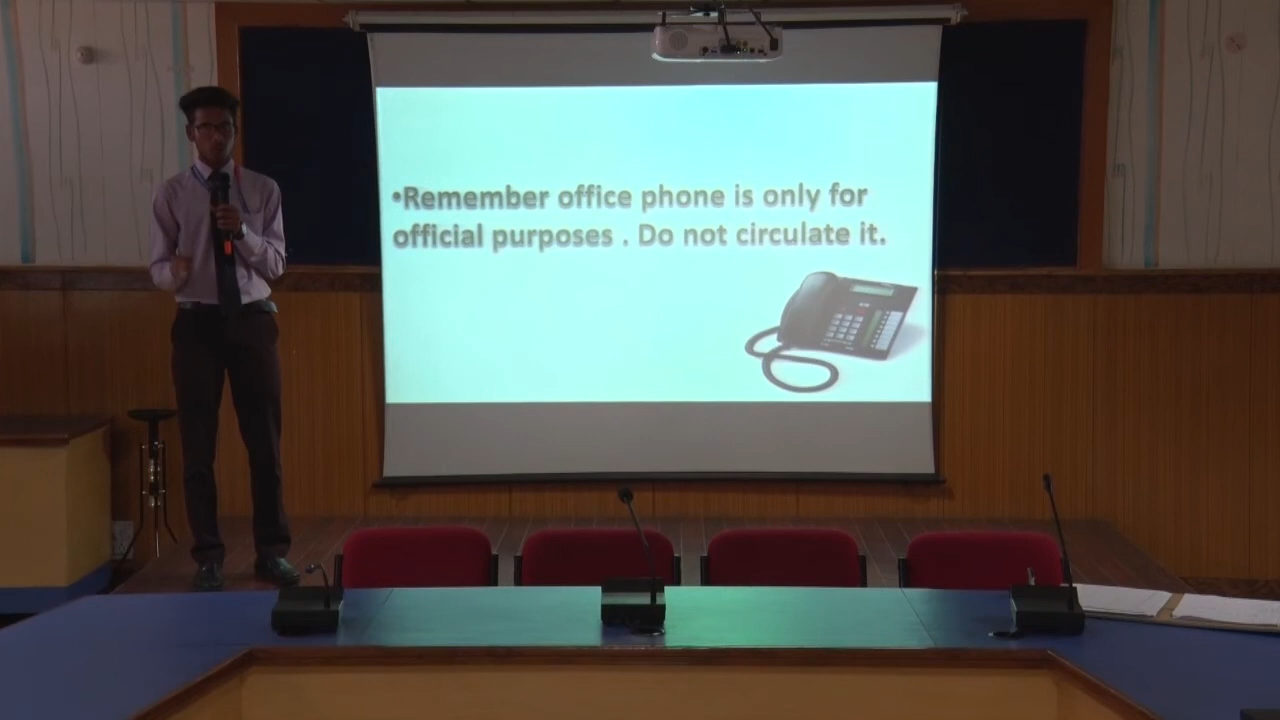 •Remember office phone is only for
official purposes . Do not circulate it.